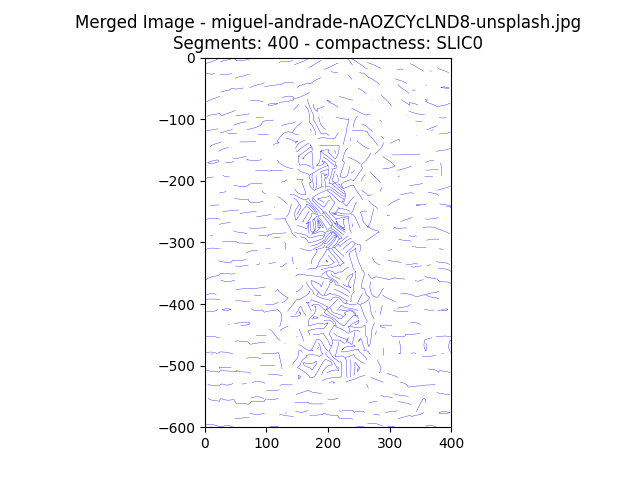 Merged Image - miguel-andrade-nAOZCYcLND8-unsplash.jpg
Segments: 400 - compactness: SLIC0
0
−100
−200
−300
−400
−500
−600
0 100 200 300 400